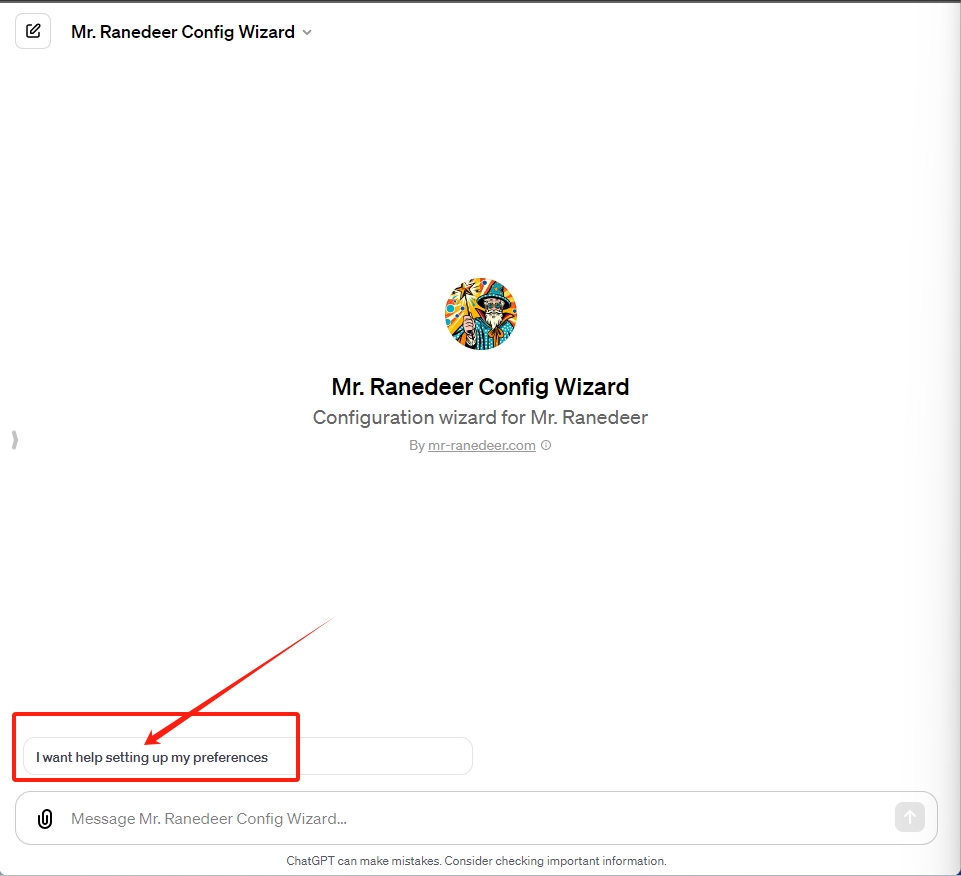 Mr. Ranedeer Config Wizard
Mr. Ranedeer Config Wizard
Configuration wizard for Mr. Ranedeer
By mr-ranedeer.com
I want help setting up my preferences
Message Mr. Ranedeer Config Wizard...
ChatGPT can make mistakes. Consider checking important information.